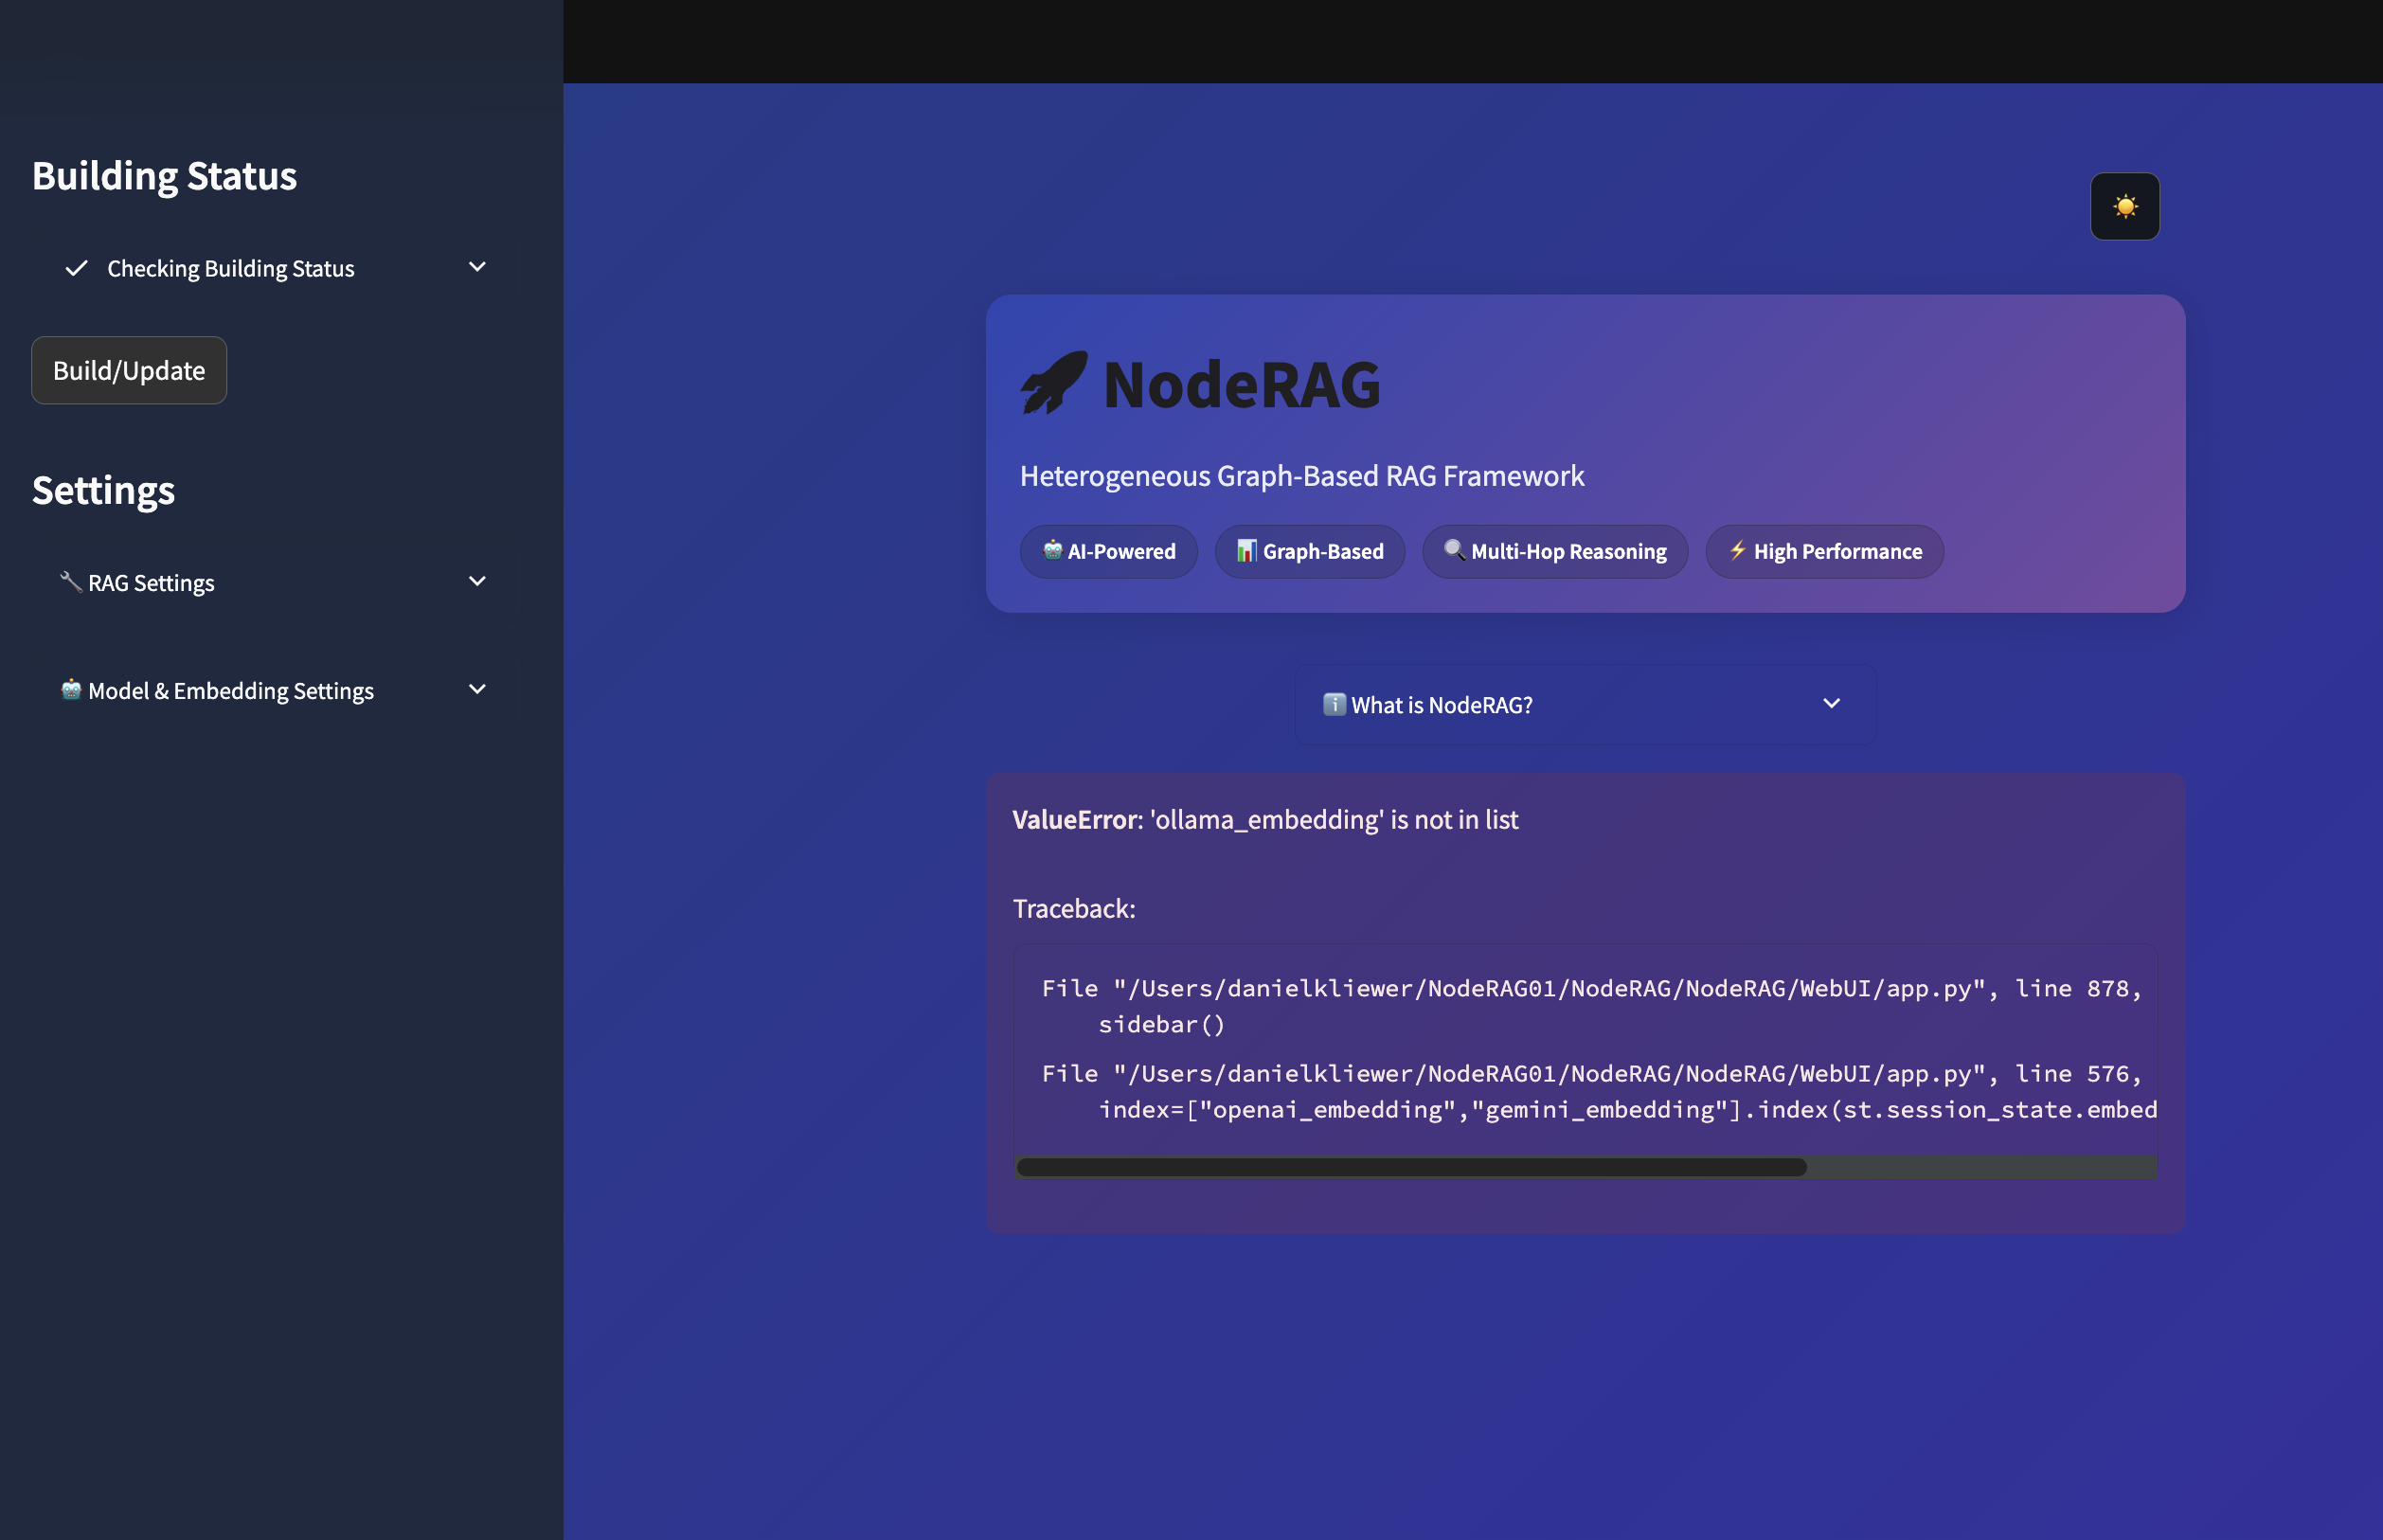 Building Status
Checking Building Status
Build/Update
Settings
RAG Settings
Model & Embedding Settings
NodeRAG
Heterogeneous Graph-Based RAG Framework
AI-Powered
Graph-Based
Multi-Hop Reasoning
High Performance
What is NodeRAG?
ValueError: 'ollama_embedding' is not in list
Traceback:
File "/Users/danielkliewer/NodeRAG01/NodeRAG/NodeRAG/WebUI/app.py", line 878,
sidebar()
File "/Users/danielkliewer/NodeRAG01/NodeRAG/NodeRAG/WebUI/app.py", line 576,
index=["openai_embedding","gemini_embedding"].index(st.session_state.embed